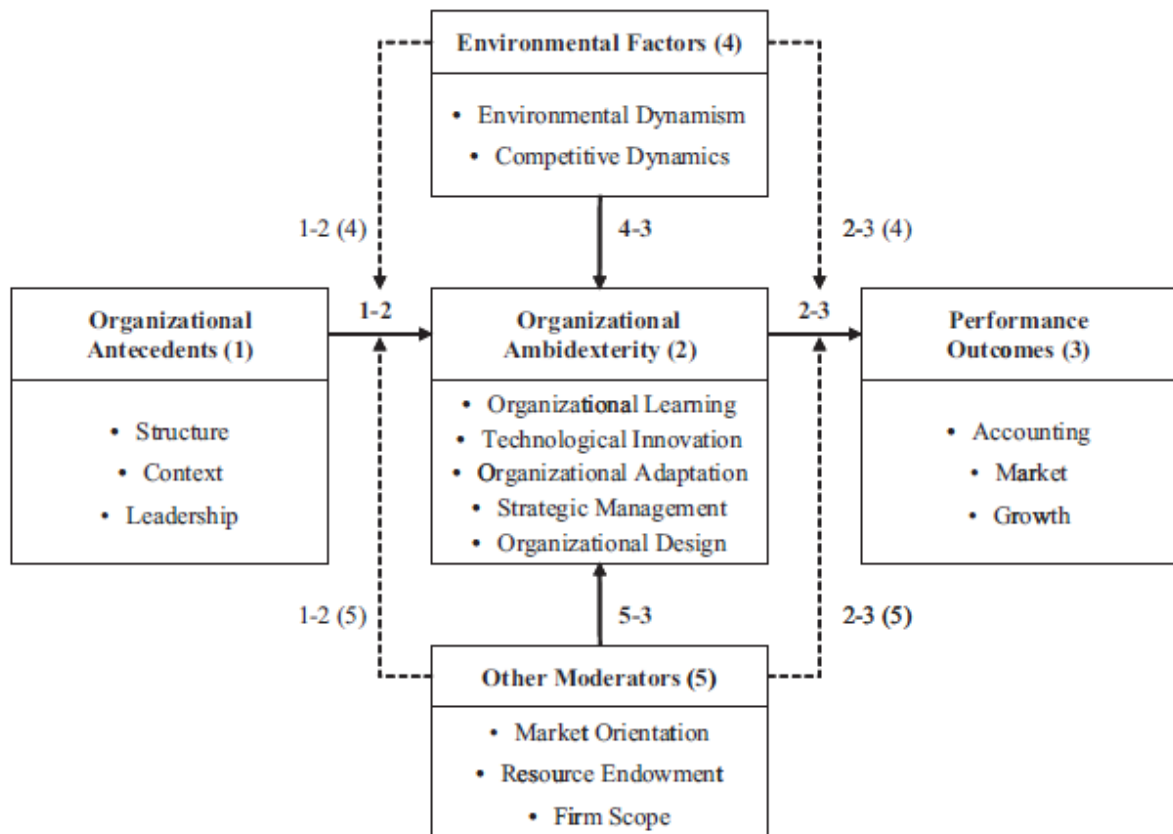 Environmental Factors (4)
• Environmental Dynamism
• Competitive Dynamics
1-2 (4)
4-3
2-3 (4)
Organizational
Antecedents (1)
• Structure
• Context
• Leadership
1-2
Organizational
Ambidexterity (2)
• Organizational Learning
• Technological Innovation
• Organizational Adaptation
• Strategic Management
• Organizational Design
2-3
Performance
Outcomes (3)
• Accounting
• Market
• Growth
1-2 (5)
5-3
2-3 (5)
Other Moderators (5)
• Market Orientation
• Resource Endowment
• Firm Scope